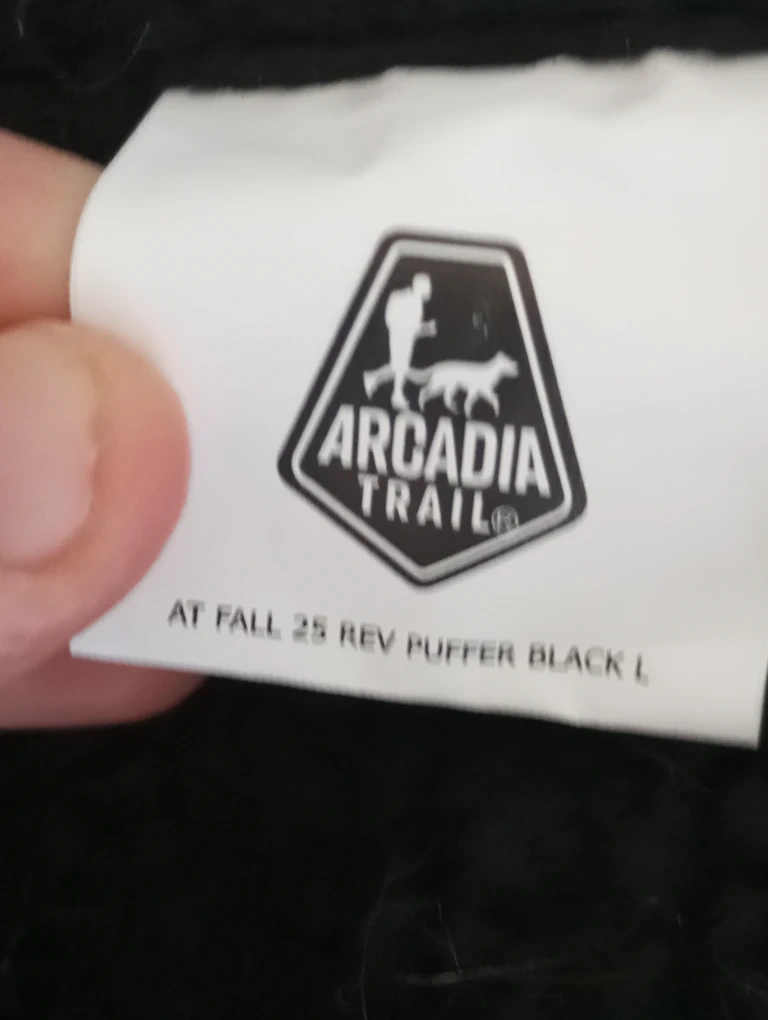 ARCADIA
TRAIL®
AT FALL 25 REV PUFFER BLACK L